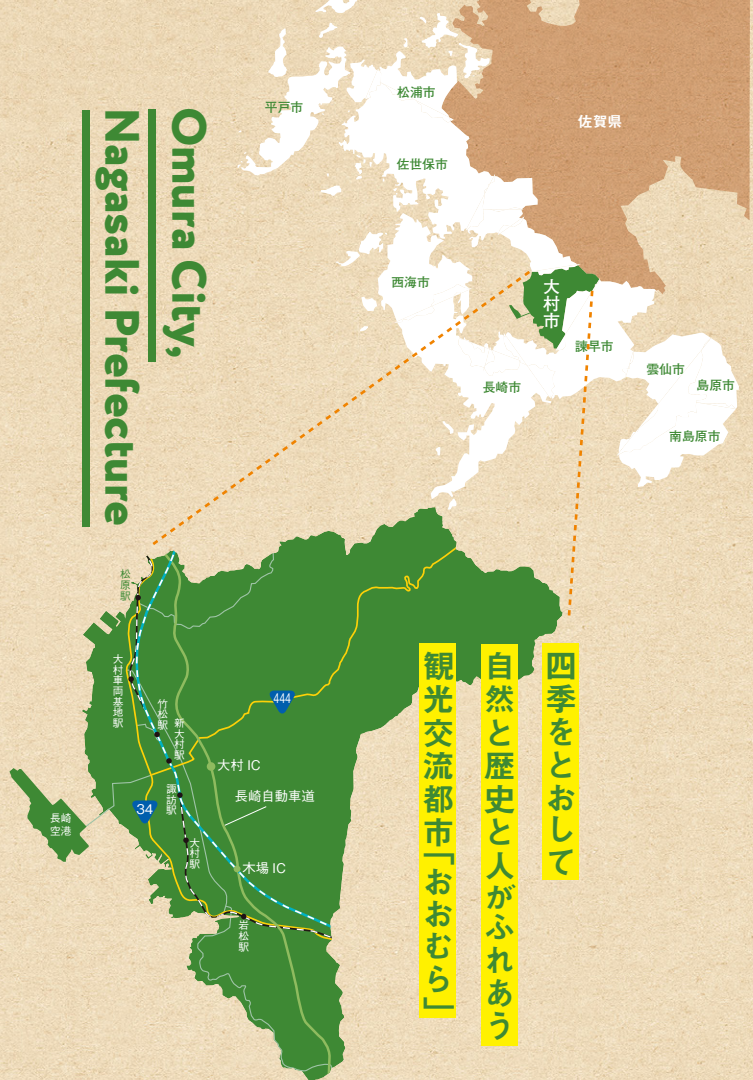 Omura City,
Nagasaki Prefecture
平戸市
松浦市
佐世保市
佐賀県
西海市
大村市
諫早市
長崎市
雲仙市
島原市
南島原市
四季をとおして
自然と歴史と人がふれあう
観光交流都市「おおむら」
松原駅
大村車両基地駅
竹松駅
新大村駅
諏訪駅
大村駅
岩松駅
444
34
大村 IC
長崎自動車道
木場 IC
長崎
空港